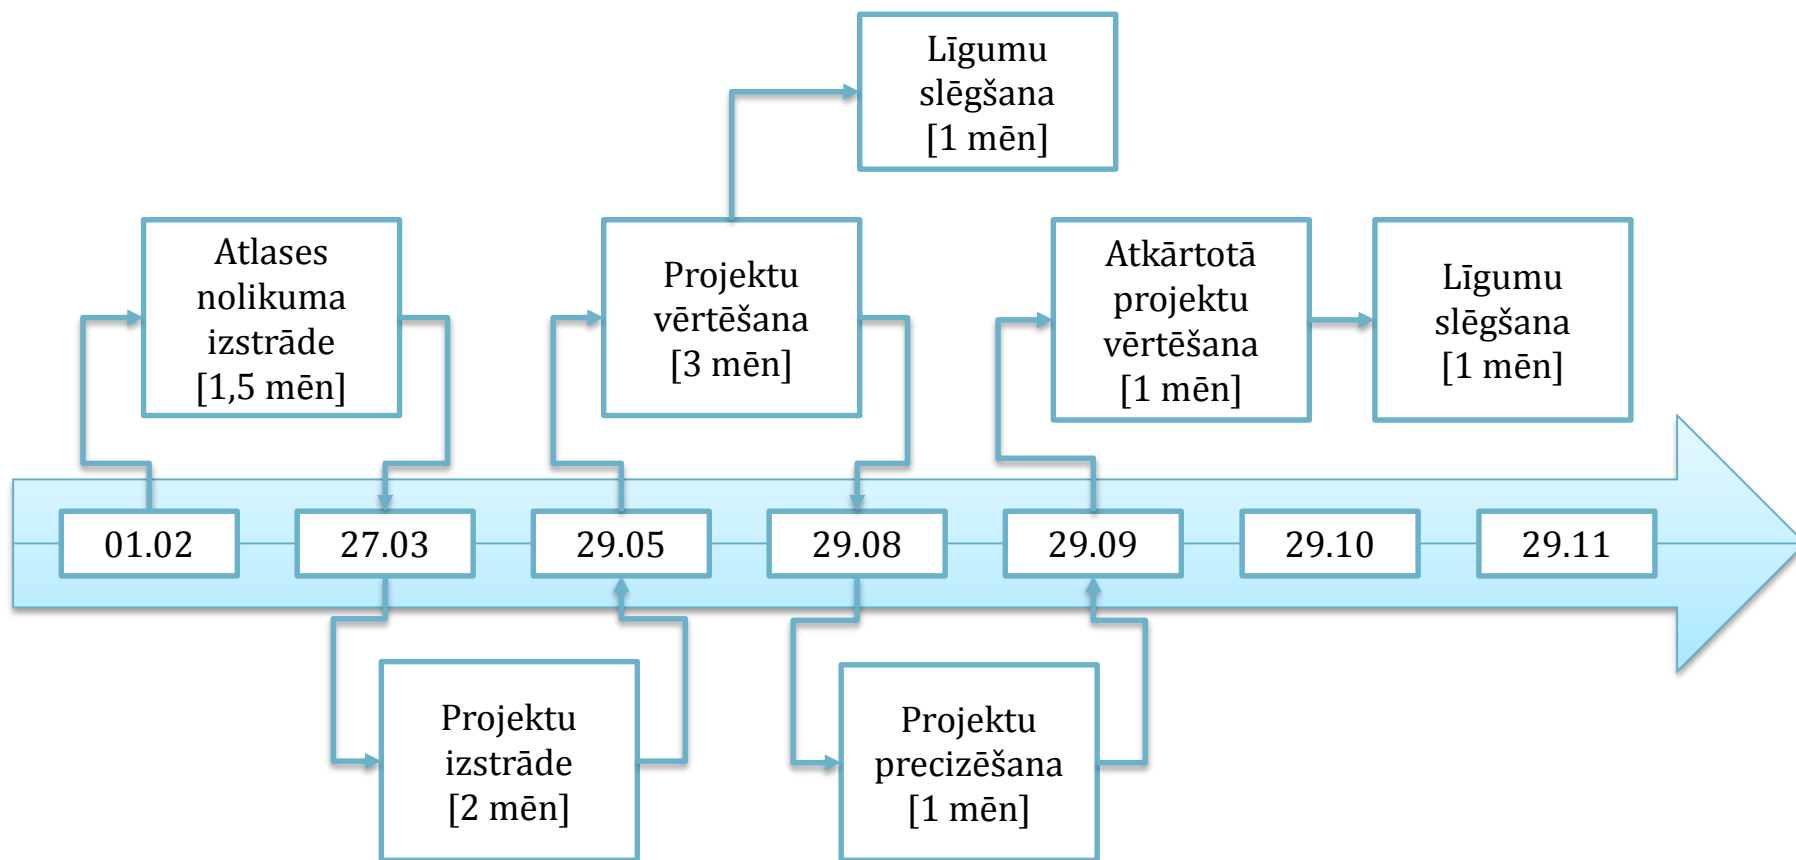 Līgumu
slēgšana
[1 mēn]
Atlases
nolikuma
izstrāde
[1,5 mēn]
Projektu
vērtēšana
[3 mēn]
Atkārtotā
projektu
vērtēšana
[1 mēn]
Līgumu
slēgšana
[1 mēn]
01.02
27.03
29.05
29.08
29.09
29.10
29.11
Projektu
izstrāde
[2 mēn]
Projektu
precizēšana
[1 mēn]